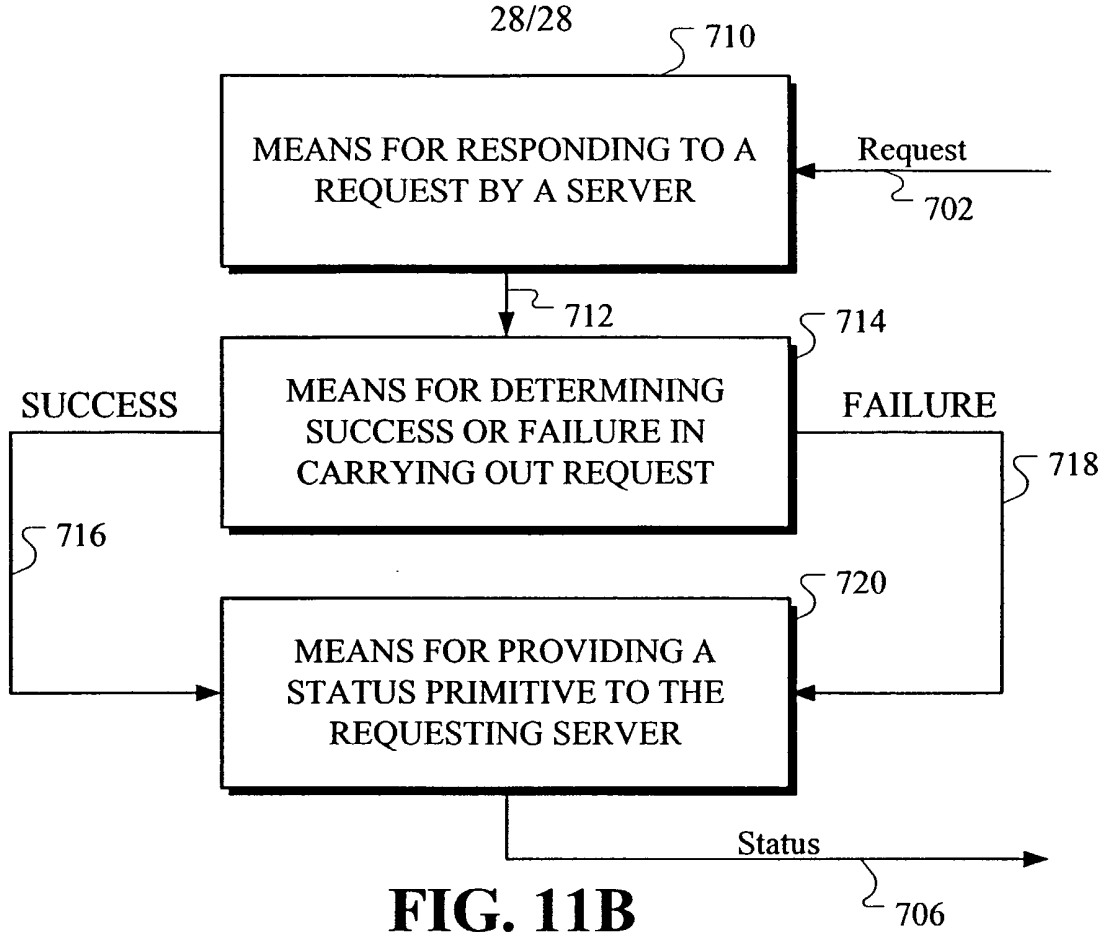 28/28
710
MEANS FOR RESPONDING TO A
REQUEST BY A SERVER
Request
702
712
714
MEANS FOR DETERMINING
SUCCESS OR FAILURE IN
CARRYING OUT REQUEST
SUCCESS
FAILURE
716
718
720
MEANS FOR PROVIDING A
STATUS PRIMITIVE TO THE
REQUESTING SERVER
Status
706
FIG. 11B